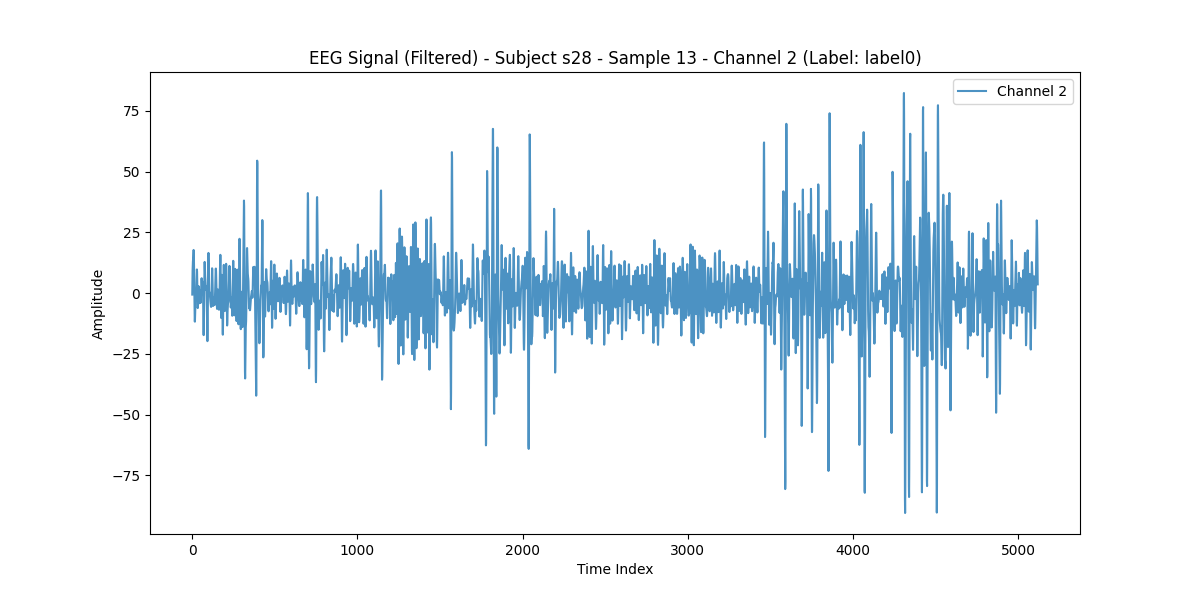 EEG Signal (Filtered) - Subject s28 - Sample 13 - Channel 2 (Label: label0)
Channel 2
75
50
25
0
−25
−50
−75
Amplitude
0 1000 2000 3000 4000 5000
Time Index